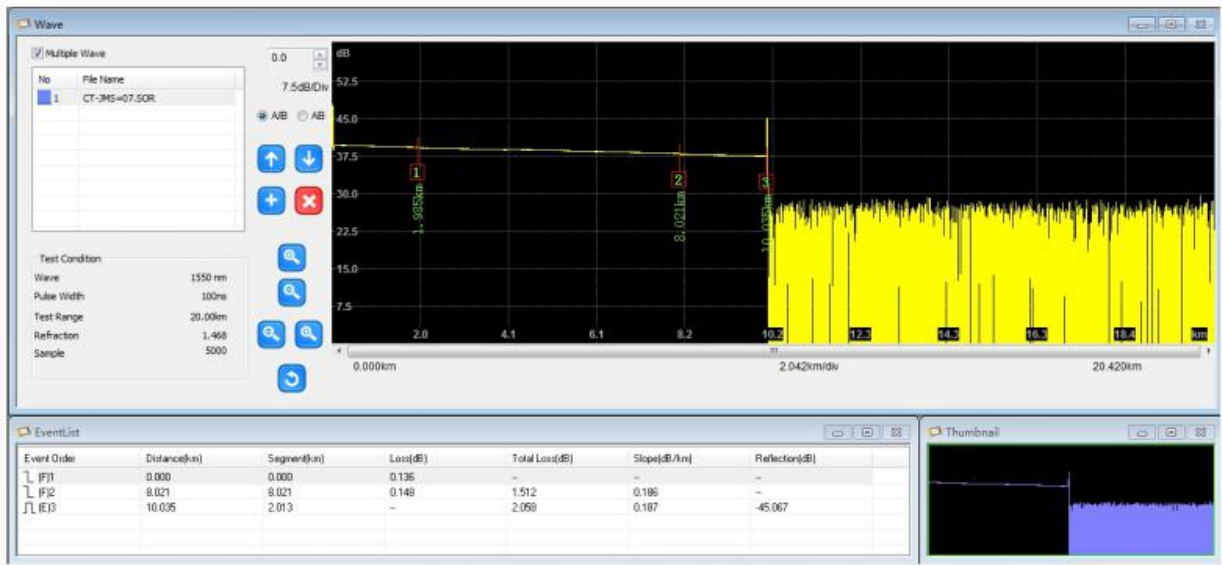 Wave
Multiple Wave
No File Name
1 CT-JMS=07.SOR
0.0
7.5dB/Div
A/B AB
dB
52.5
45.0
37.5
30.0
22.5
15.0
7.5
1
1.985km
2
8.021km
3
10.035km
2.0 4.1 6.1 8.2 10.2 12.3 14.3 16.3 18.4 km
0.000km 2.042km/div 20.420km
Test Condition
Wave 1550 nm
Pulse Width 100ns
Test Range 20.00km
Refraction 1.468
Sample 5000
EventList
Event Order Distance(km) Segment(km) Loss(dB) Total Loss(dB) Slope(dB/km) Reflection(dB)
(F)1 0.000 0.000 0.136 – – –
(F)2 8.021 8.021 0.148 1.512 0.186 –
(E)3 10.035 2.013 – 2.058 0.187 -45.067
Thumbnail